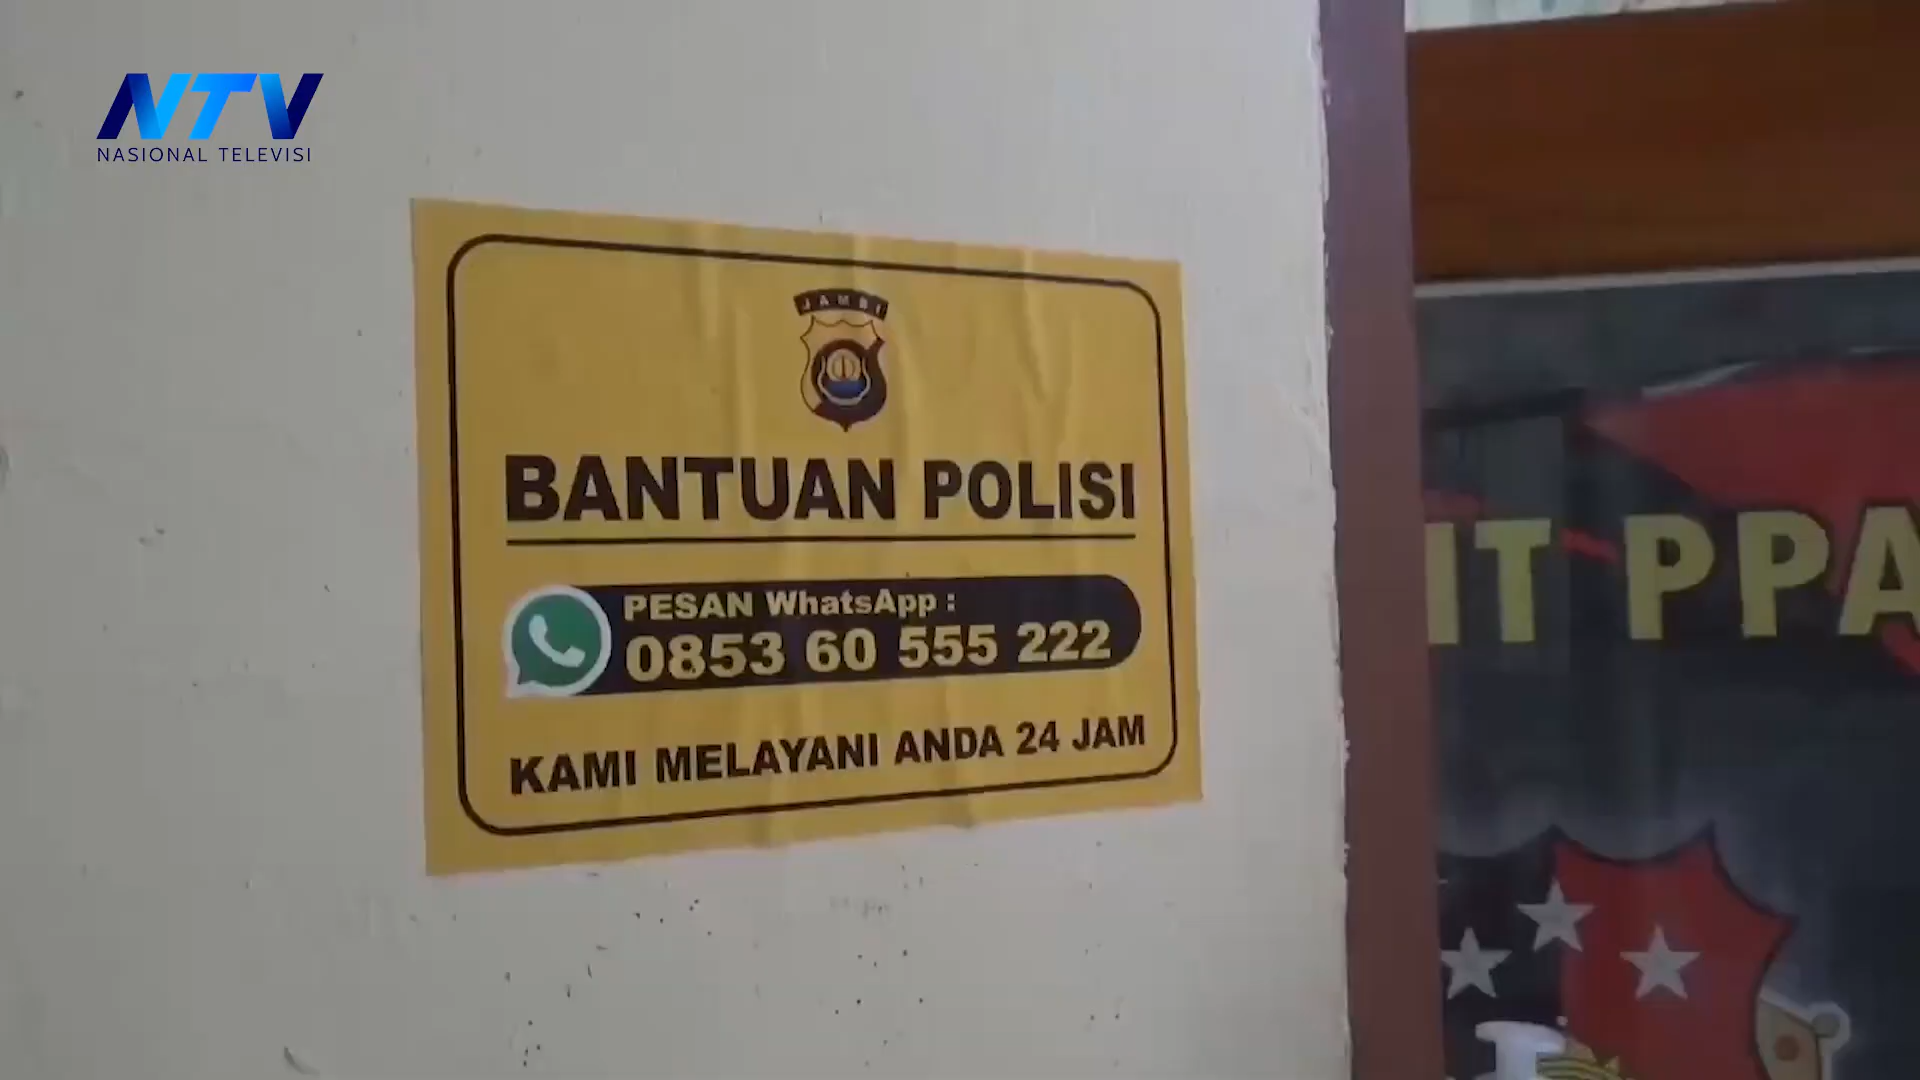 NTV
NASIONAL TELEVISI
JAMBI
BANTUAN POLISI
PESAN WhatsApp :
0853 60 555 222
KAMI MELAYANI ANDA 24 JAM
IT PPA